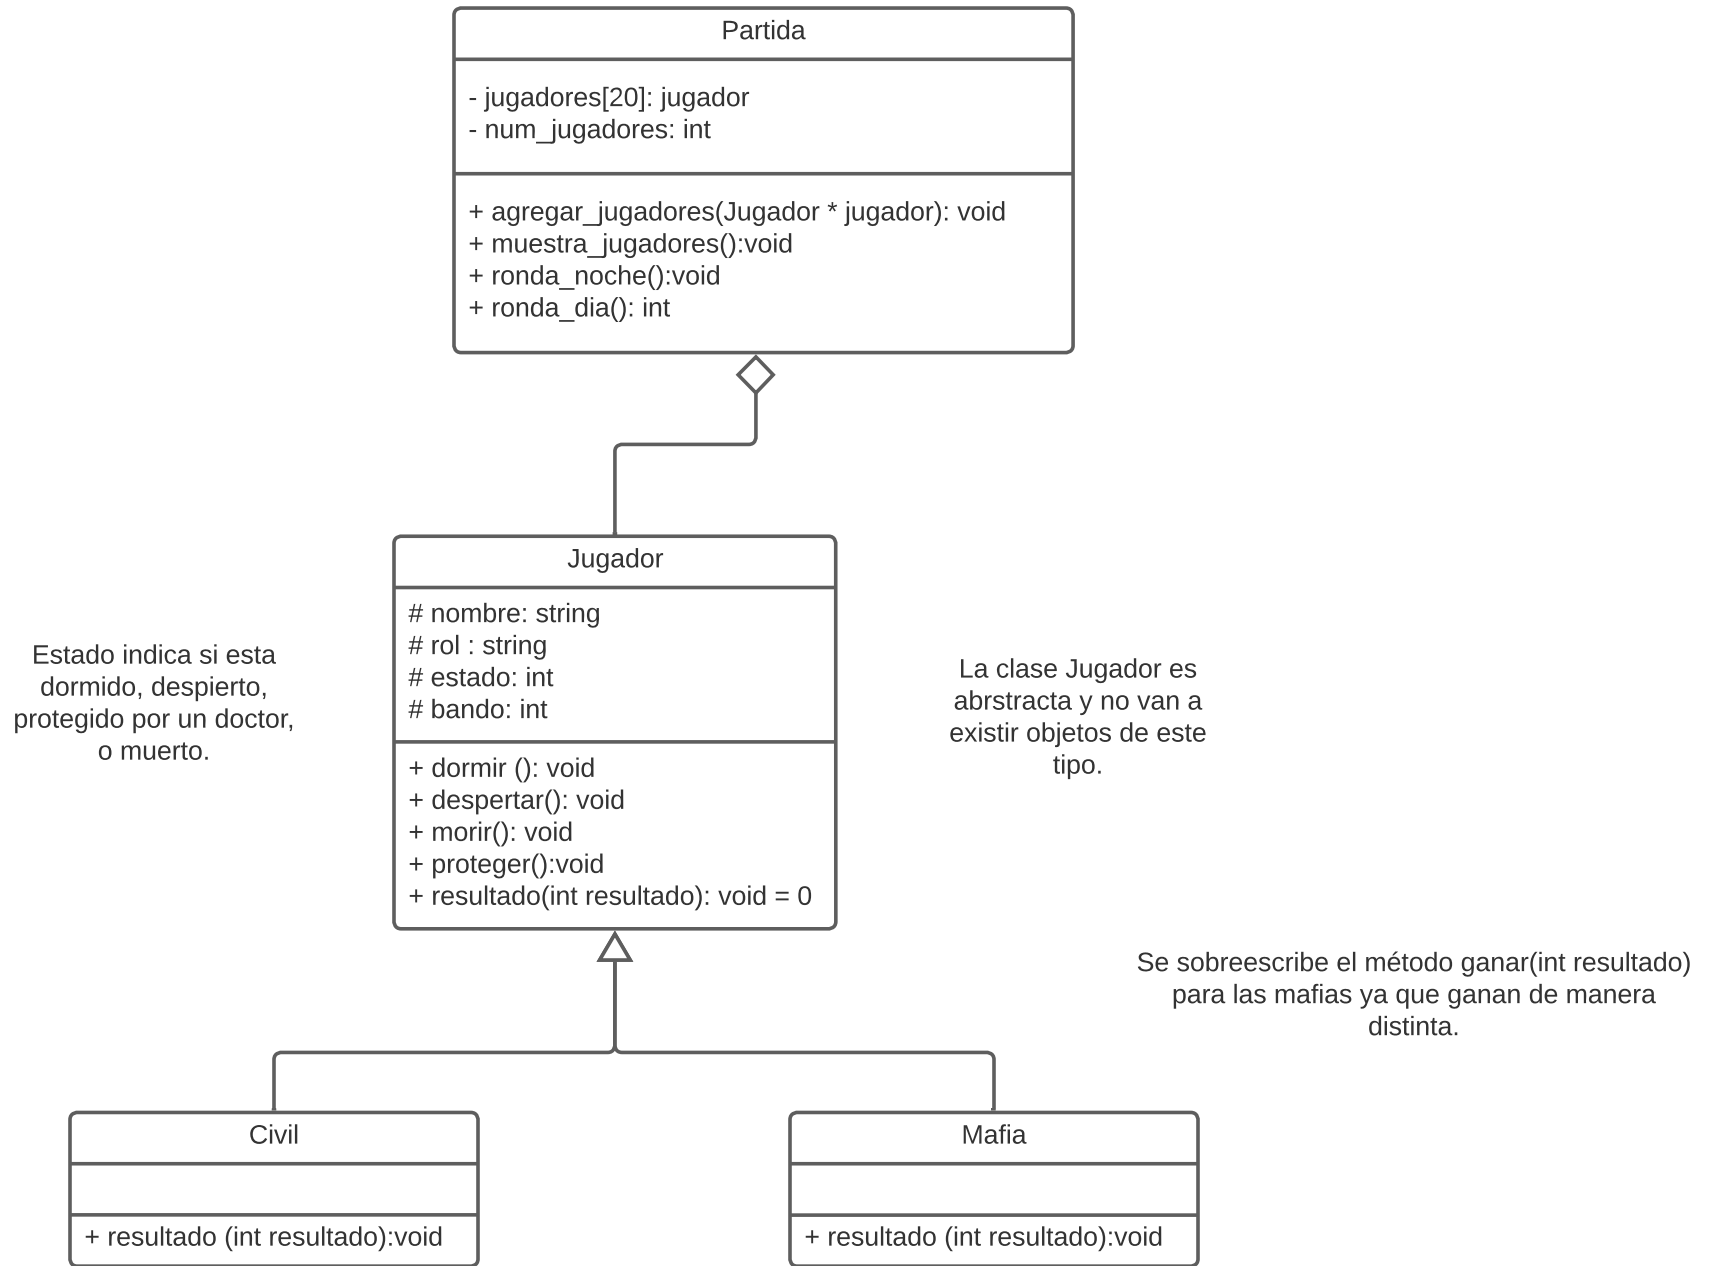 Partida
- jugadores[20]: jugador
- num_jugadores: int
+ agregar_jugadores(Jugador * jugador): void
+ muestra_jugadores():void
+ ronda_noche():void
+ ronda_dia(): int
Jugador
# nombre: string
# rol : string
# estado: int
# bando: int
+ dormir (): void
+ despertar(): void
+ morir(): void
+ proteger():void
+ resultado(int resultado): void = 0
Estado indica si esta
dormido, despierto,
protegido por un doctor,
o muerto.
La clase Jugador es
abrstracta y no van a
existir objetos de este
tipo.
Se sobreescribe el método ganar(int resultado)
para las mafias ya que ganan de manera
distinta.
Civil
+ resultado (int resultado):void
Mafia
+ resultado (int resultado):void